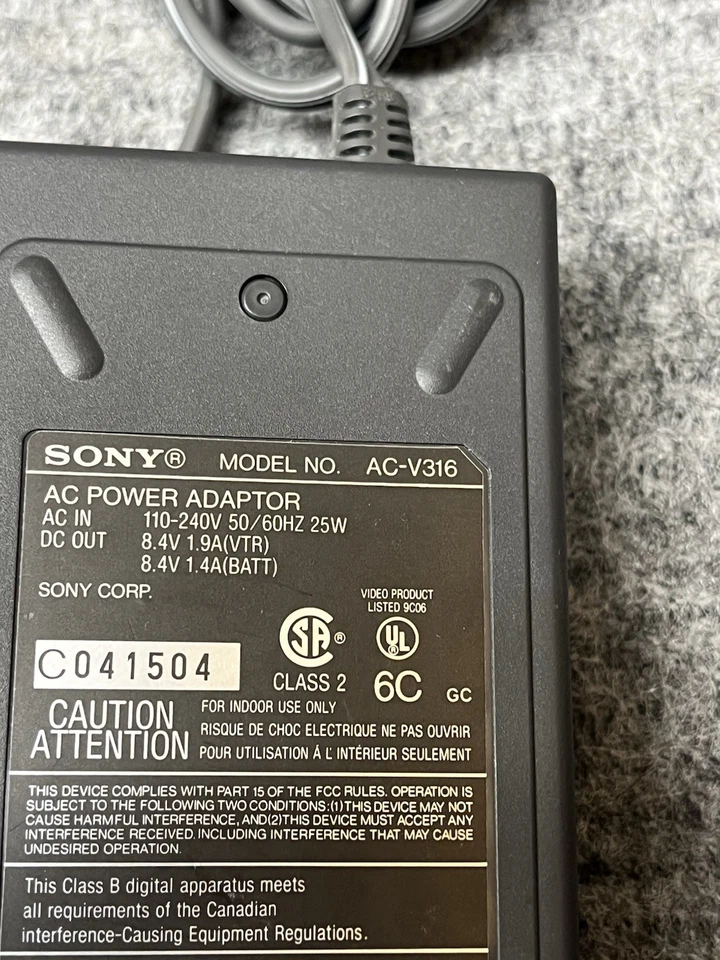 SONY® MODEL NO. AC-V316
AC POWER ADAPTOR
AC IN 110-240V 50/60HZ 25W
DC OUT 8.4V 1.9A(VTR)
8.4V 1.4A(BATT)
SONY CORP.
VIDEO PRODUCT
LISTED 9C06
SA ® UL ®
C041504
CLASS 2 6C GC
CAUTION FOR INDOOR USE ONLY
ATTENTION RISQUE DE CHOC ELECTRIQUE NE PAS OUVRIR
POUR UTILISATION Á L' INTÉRIEUR SEULEMENT
THIS DEVICE COMPLIES WITH PART 15 OF THE FCC RULES. OPERATION IS
SUBJECT TO THE FOLLOWING TWO CONDITIONS:(1)THIS DEVICE MAY NOT
CAUSE HARMFUL INTERFERENCE, AND(2)THIS DEVICE MUST ACCEPT ANY
INTERFERENCE RECEIVED. INCLUDING INTERFERENCE THAT MAY CAUSE
UNDESIRED OPERATION.
This Class B digital apparatus meets
all requirements of the Canadian
interference-Causing Equipment Regulations.